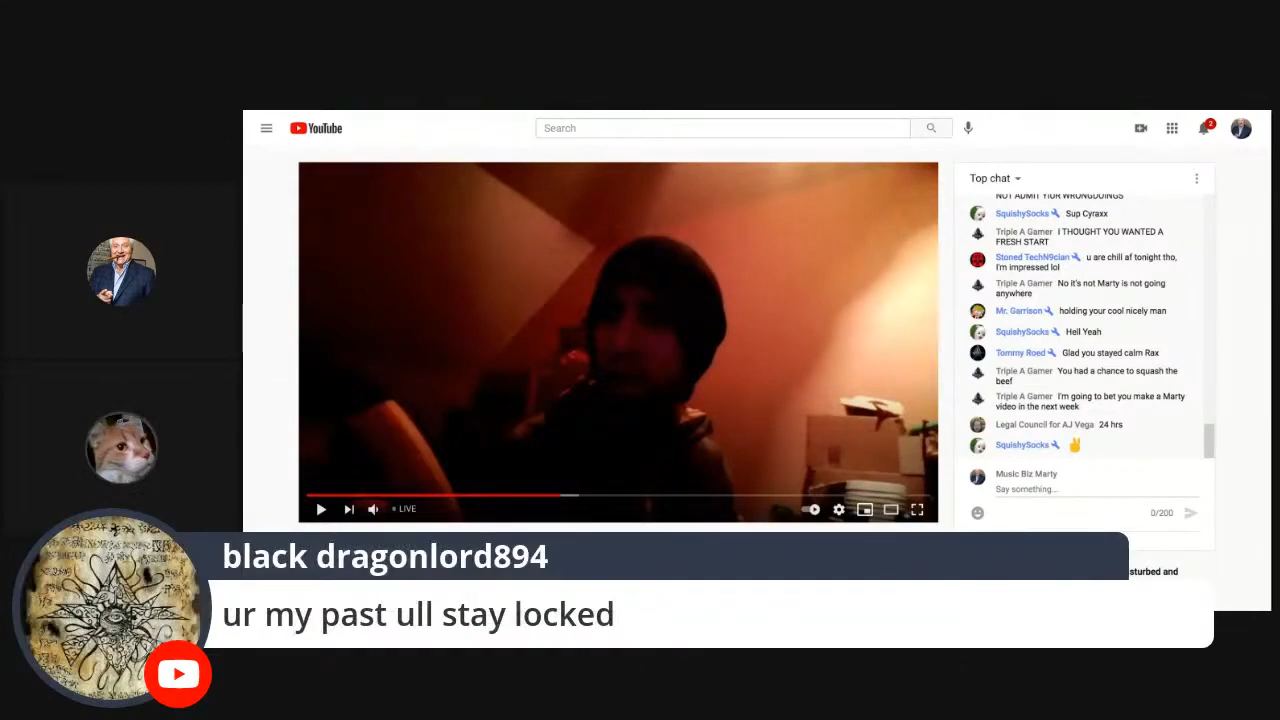 YouTube
Search
2
Top chat
NOT ADMIT YIUR WRONGDOINGS
SquishySocks Sup Cyraxx
Triple A Gamer I THOUGHT YOU WANTED A
FRESH START
Stoned TechN9cian u are chill af tonight tho,
I'm impressed lol
Triple A Gamer No it's not Marty is not going
anywhere
Mr. Garrison holding your cool nicely man
SquishySocks Hell Yeah
Tommy Roed Glad you stayed calm Rax
Triple A Gamer You had a chance to squash the
beef
Triple A Gamer I'm going to bet you make a Marty
video in the next week
Legal Council for AJ Vega 24 hrs
SquishySocks ✌
Music Biz Marty
Say something...
0/200
LIVE
sturbed and
black dragonlord894
ur my past ull stay locked